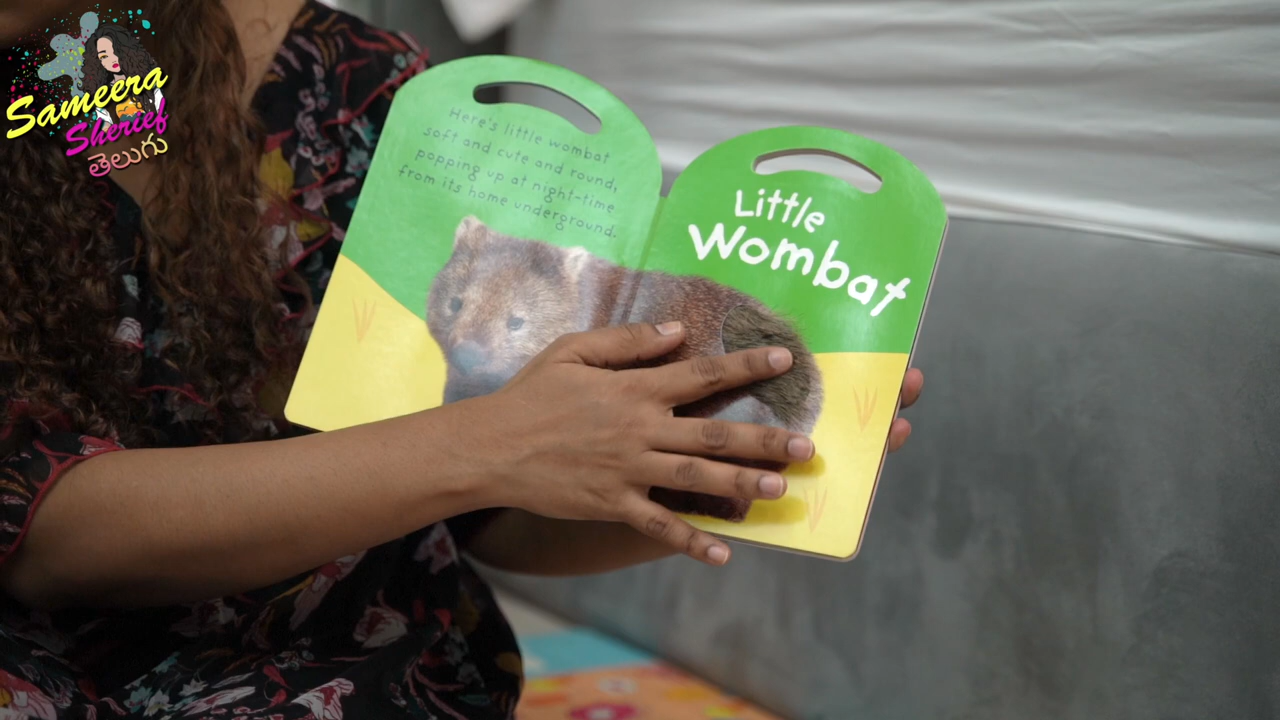 Sameera
Sherief
తెలుగు
Here's little wombat
soft and cute and round,
popping up at night-time
from its home underground.
Little
Wombat